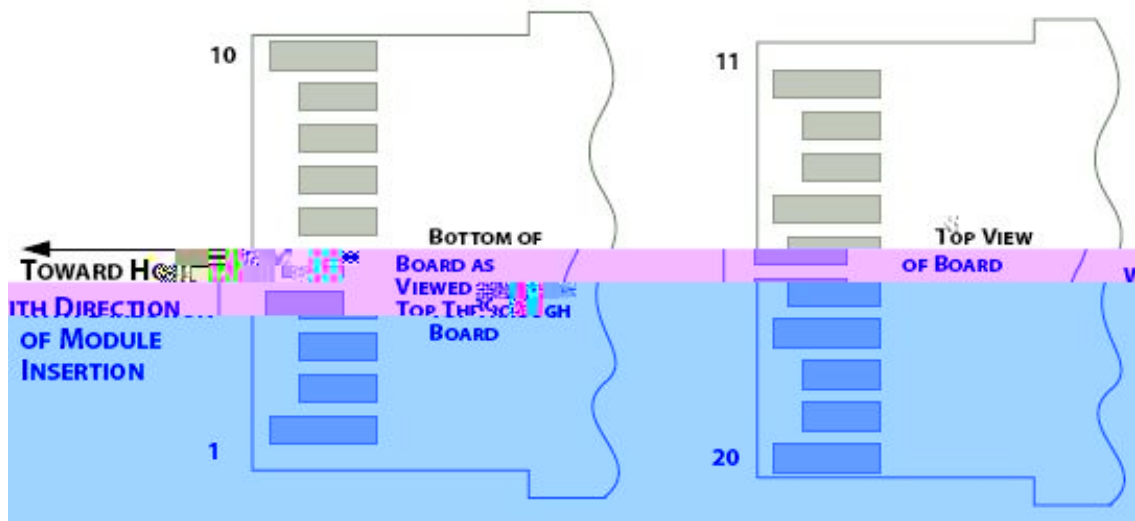 10
11
BOTTOM OF
BOARD AS
VIEWED
TOP
BOARD
TOP VIEW
OF BOARD
TOWARD
ITH DIRECTION
OF MODULE
INSERTION
1
20